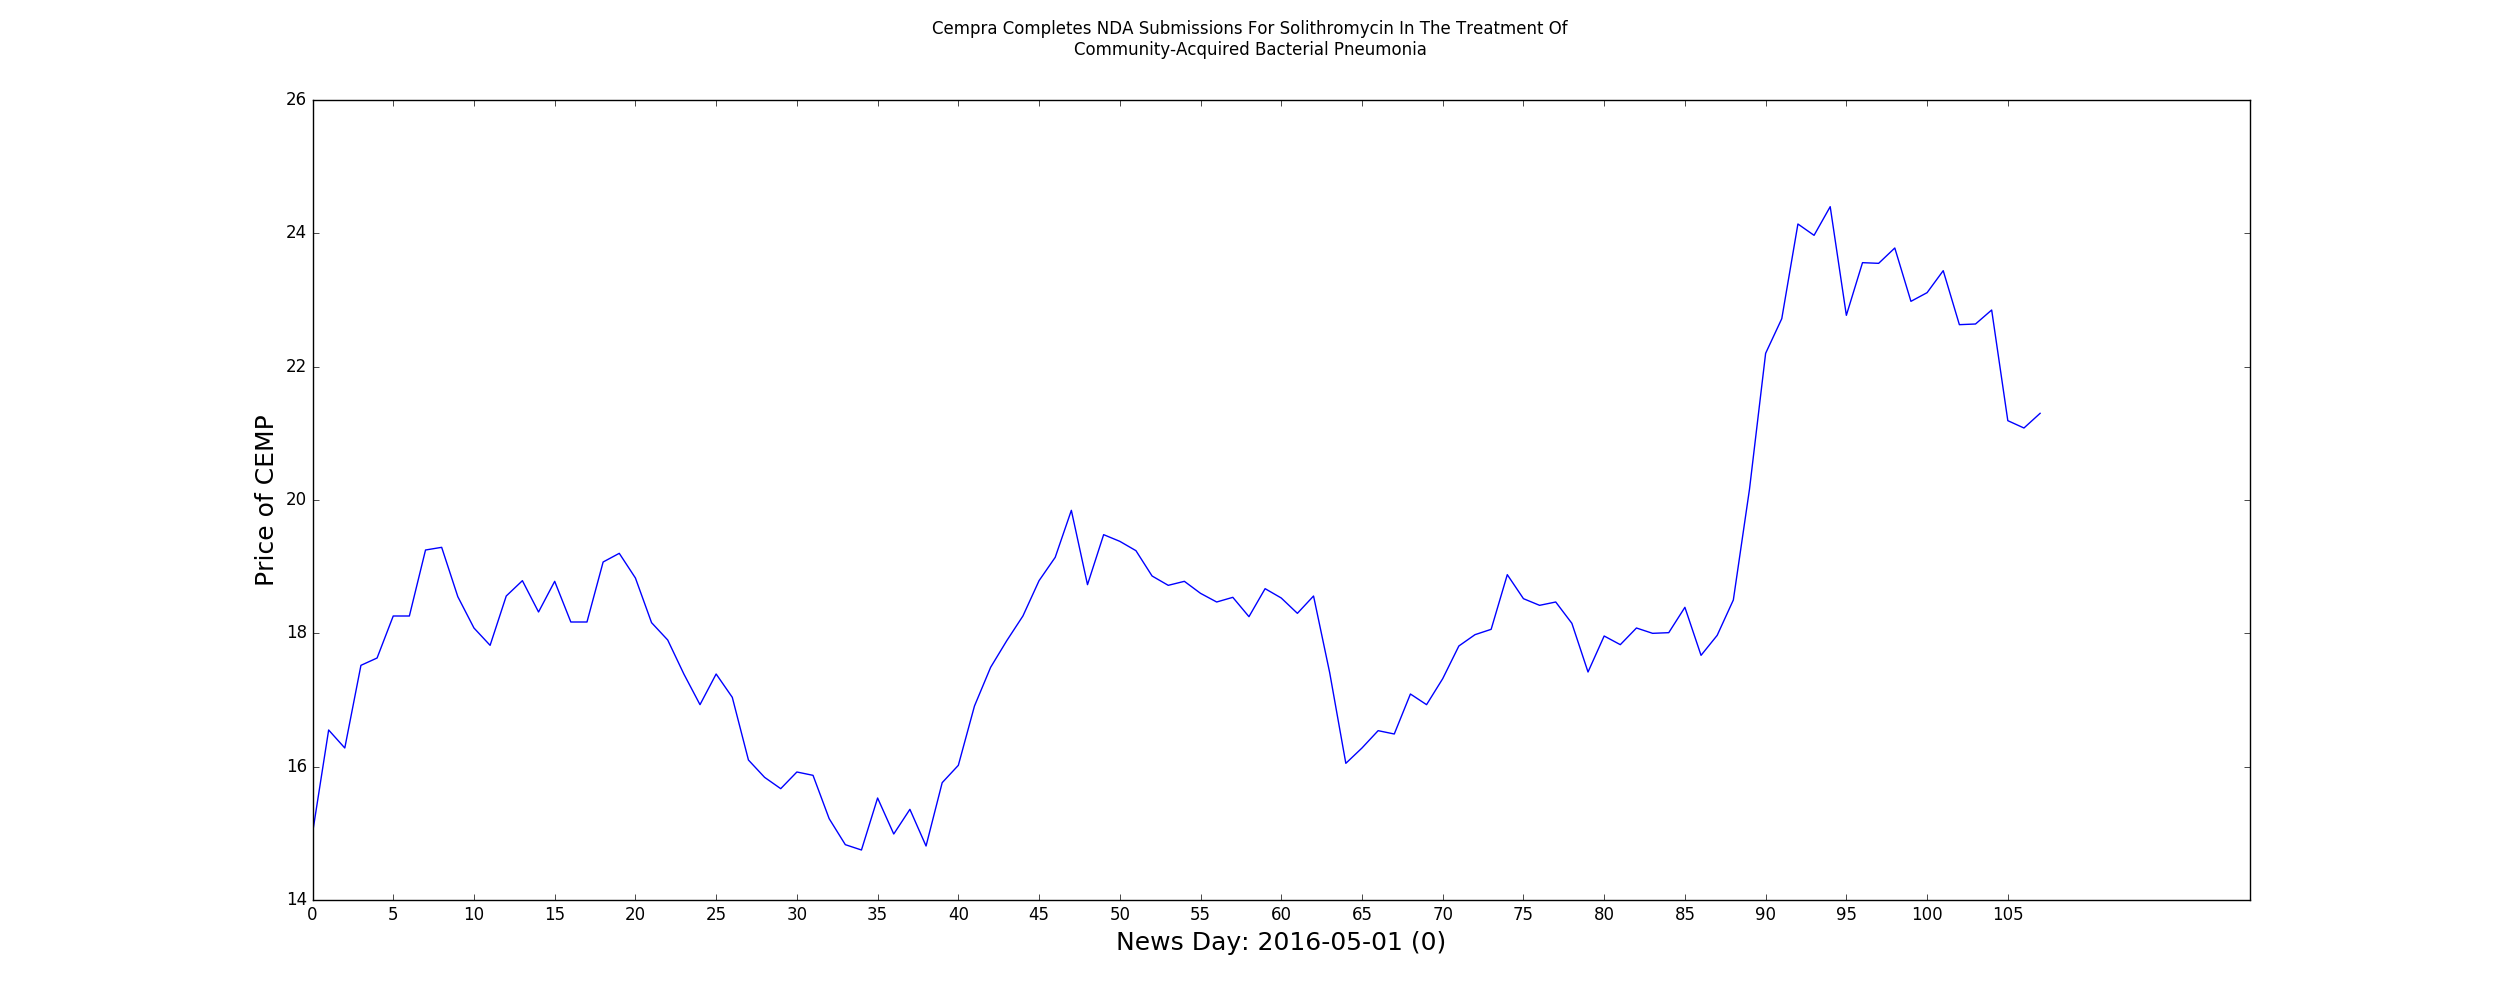 Cempra Completes NDA Submissions For Solithromycin In The Treatment Of
Community-Acquired Bacterial Pneumonia
26
24
22
20
18
16
14
Price of CEMP
0 5 10 15 20 25 30 35 40 45 50 55 60 65 70 75 80 85 90 95 100 105
News Day: 2016-05-01 (0)